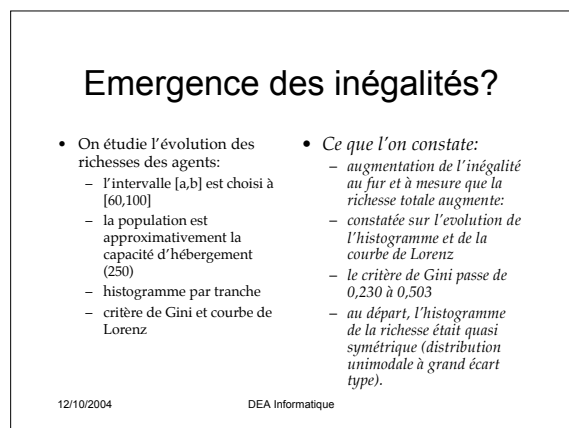 Emergence des inégalités?
• On étudie l'évolution des
richesses des agents:
– l'intervalle [a,b] est choisi à
[60,100]
– la population est
approximativement la
capacité d'hébergement
(250)
– histogramme par tranche
– critère de Gini et courbe de
Lorenz
• Ce que l'on constate:
– augmentation de l'inégalité
au fur et à mesure que la
richesse totale augmente:
– constatée sur l'evolution de
l'histogramme et de la
courbe de Lorenz
– le critère de Gini passe de
0,230 à 0,503
– au départ, l'histogramme
de la richesse était quasi
symétrique (distribution
unimodale à grand écart
type).
12/10/2004
DEA Informatique